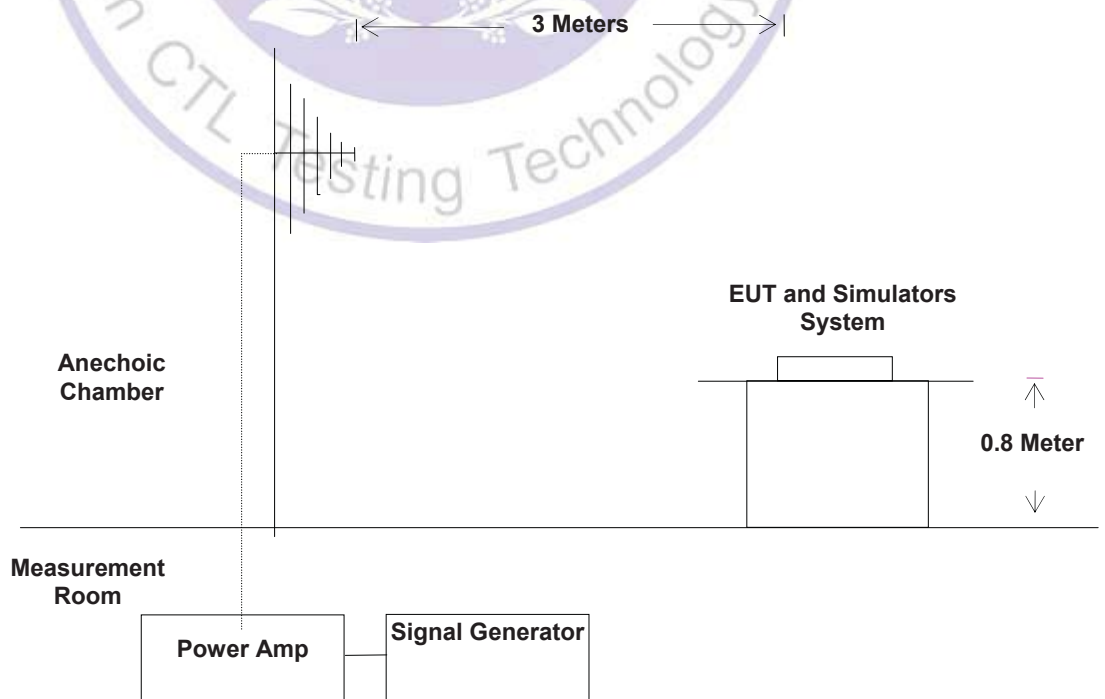 3 Meters
n CTL Testing Technology
EUT and Simulators
System
Anechoic
Chamber
0.8 Meter
Measurement
Room
Power Amp
Signal Generator